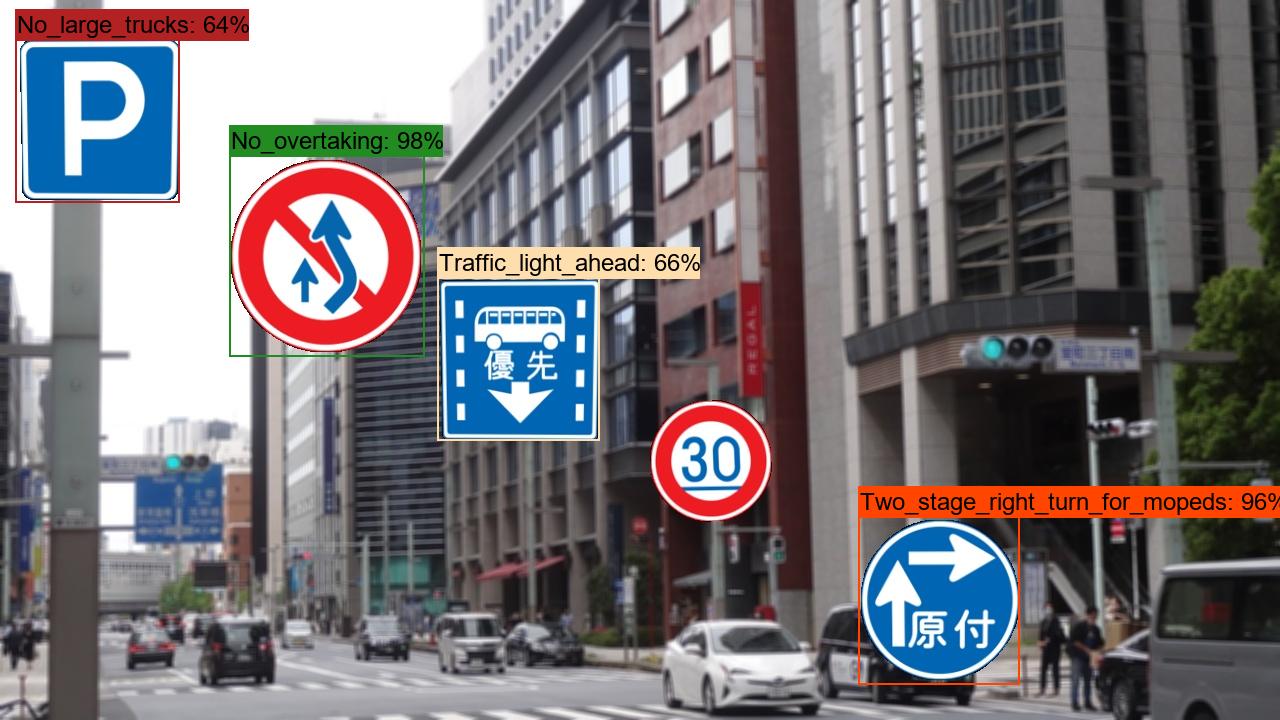 No_large_trucks: 64%
P
No_overtaking: 98%
Traffic_light_ahead: 66%
優先
REGAL
30
Two_stage_right_turn_for_mopeds: 96%
原付